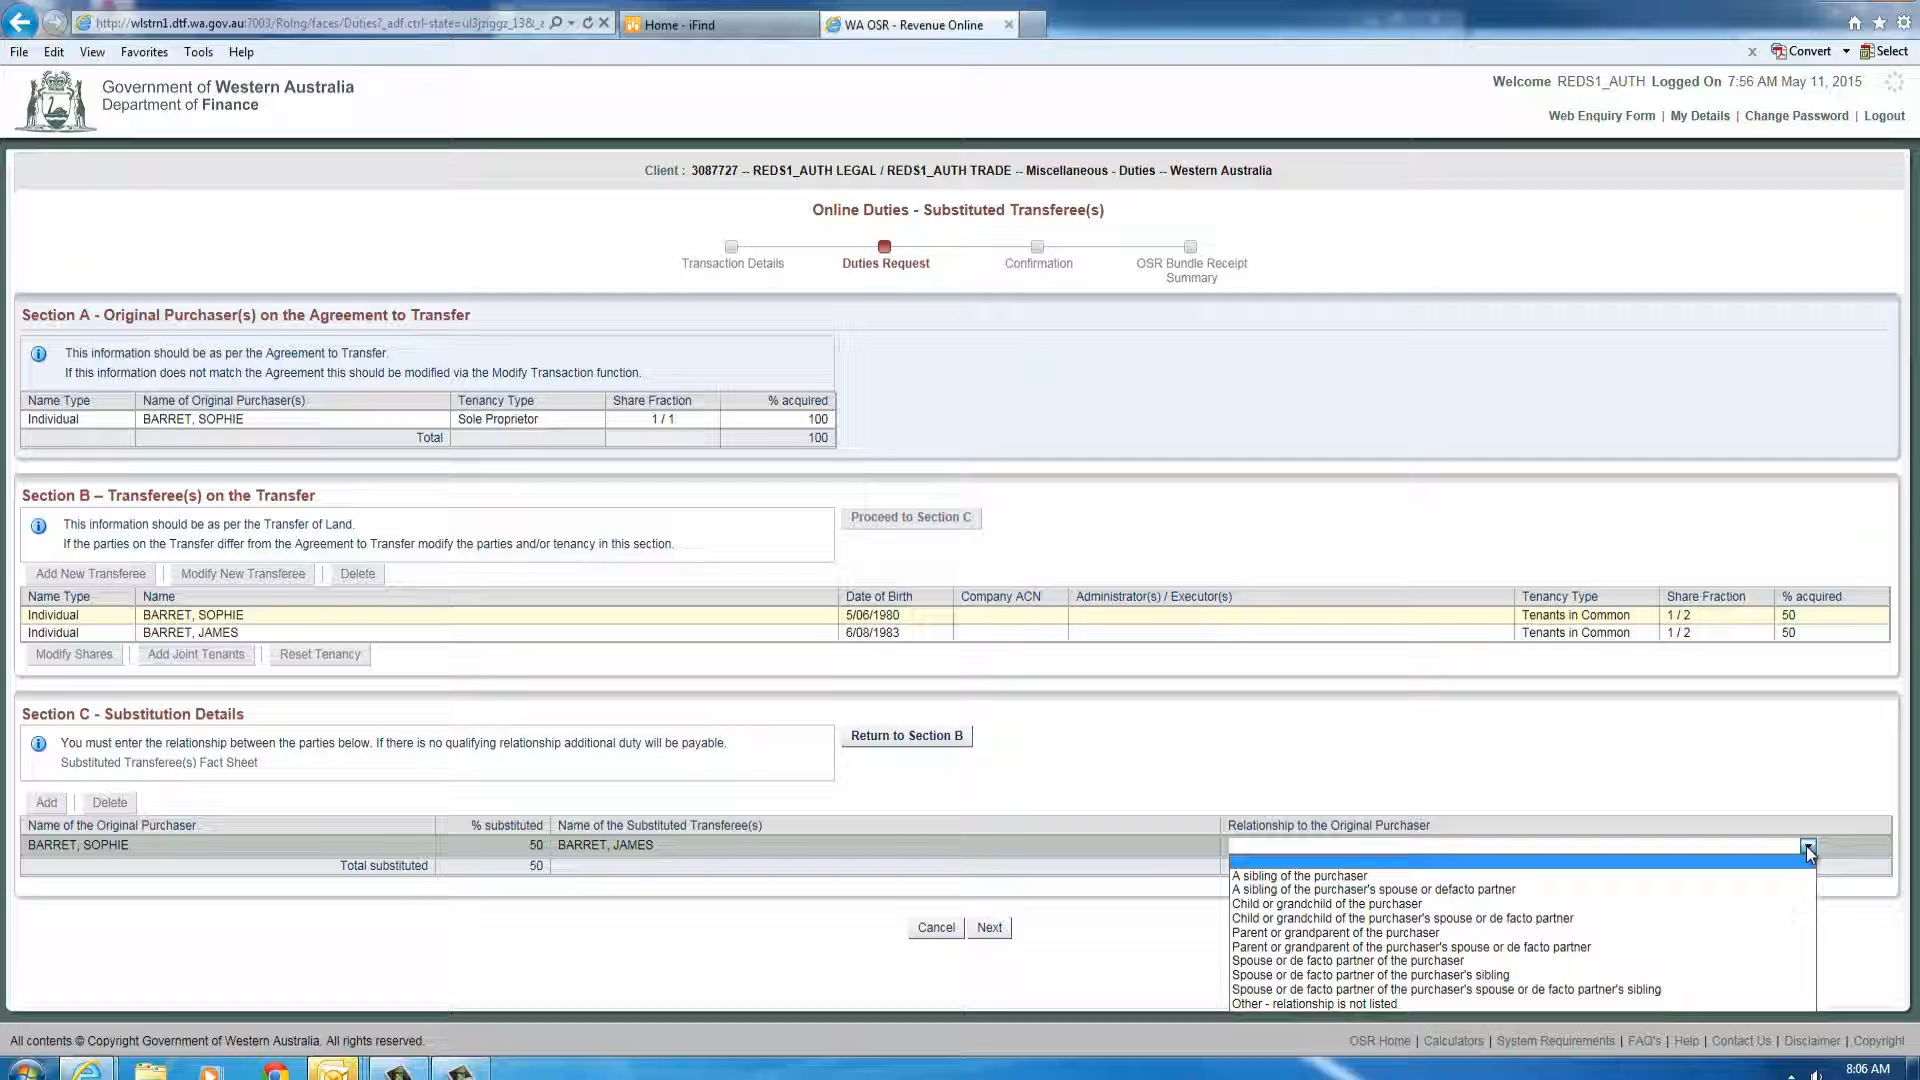 http://wlstrn1.dtf.wa.gov.au:7003/Rolng/faces/Duties?_adf.ctrl-state=ul3jziggz_13&_a
Home - iFind
WA OSR - Revenue Online
File Edit View Favorites Tools Help
x Convert Select
Government of Western Australia
Department of Finance
Welcome REDS1_AUTH Logged On 7:56 AM May 11, 2015
Web Enquiry Form | My Details | Change Password | Logout
Client : 3087727 -- REDS1_AUTH LEGAL / REDS1_AUTH TRADE -- Miscellaneous - Duties -- Western Australia
Online Duties - Substituted Transferee(s)
Transaction Details Duties Request Confirmation OSR Bundle Receipt
Summary
Section A - Original Purchaser(s) on the Agreement to Transfer
This information should be as per the Agreement to Transfer.
If this information does not match the Agreement this should be modified via the Modify Transaction function.
Name Type Name of Original Purchaser(s) Tenancy Type Share Fraction % acquired
Individual BARRET, SOPHIE Sole Proprietor 1 / 1 100
Total 100
Section B – Transferee(s) on the Transfer
This information should be as per the Transfer of Land.
If the parties on the Transfer differ from the Agreement to Transfer modify the parties and/or tenancy in this section.
Proceed to Section C
Add New Transferee | Modify New Transferee | Delete
Name Type Name Date of Birth Company ACN Administrator(s) / Executor(s) Tenancy Type Share Fraction % acquired
Individual BARRET, SOPHIE 5/06/1980 Tenants in Common 1 / 2 50
Individual BARRET, JAMES 6/08/1983 Tenants in Common 1 / 2 50
Modify Shares | Add Joint Tenants | Reset Tenancy
Section C - Substitution Details
You must enter the relationship between the parties below. If there is no qualifying relationship additional duty will be payable.
Substituted Transferee(s) Fact Sheet
Return to Section B
Add | Delete
Name of the Original Purchaser % substituted Name of the Substituted Transferee(s) Relationship to the Original Purchaser
BARRET, SOPHIE 50 BARRET, JAMES
Total substituted 50
A sibling of the purchaser
A sibling of the purchaser's spouse or defacto partner
Child or grandchild of the purchaser
Child or grandchild of the purchaser's spouse or de facto partner
Parent or grandparent of the purchaser
Parent or grandparent of the purchaser's spouse or de facto partner
Spouse or de facto partner of the purchaser
Spouse or de facto partner of the purchaser's sibling
Spouse or de facto partner of the purchaser's spouse or de facto partner's sibling
Other - relationship is not listed
Cancel Next
All contents © Copyright Government of Western Australia. All rights reserved.
OSR Home | Calculators | System Requirements | FAQ's | Help | Contact Us | Disclaimer | Copyright
8:06 AM